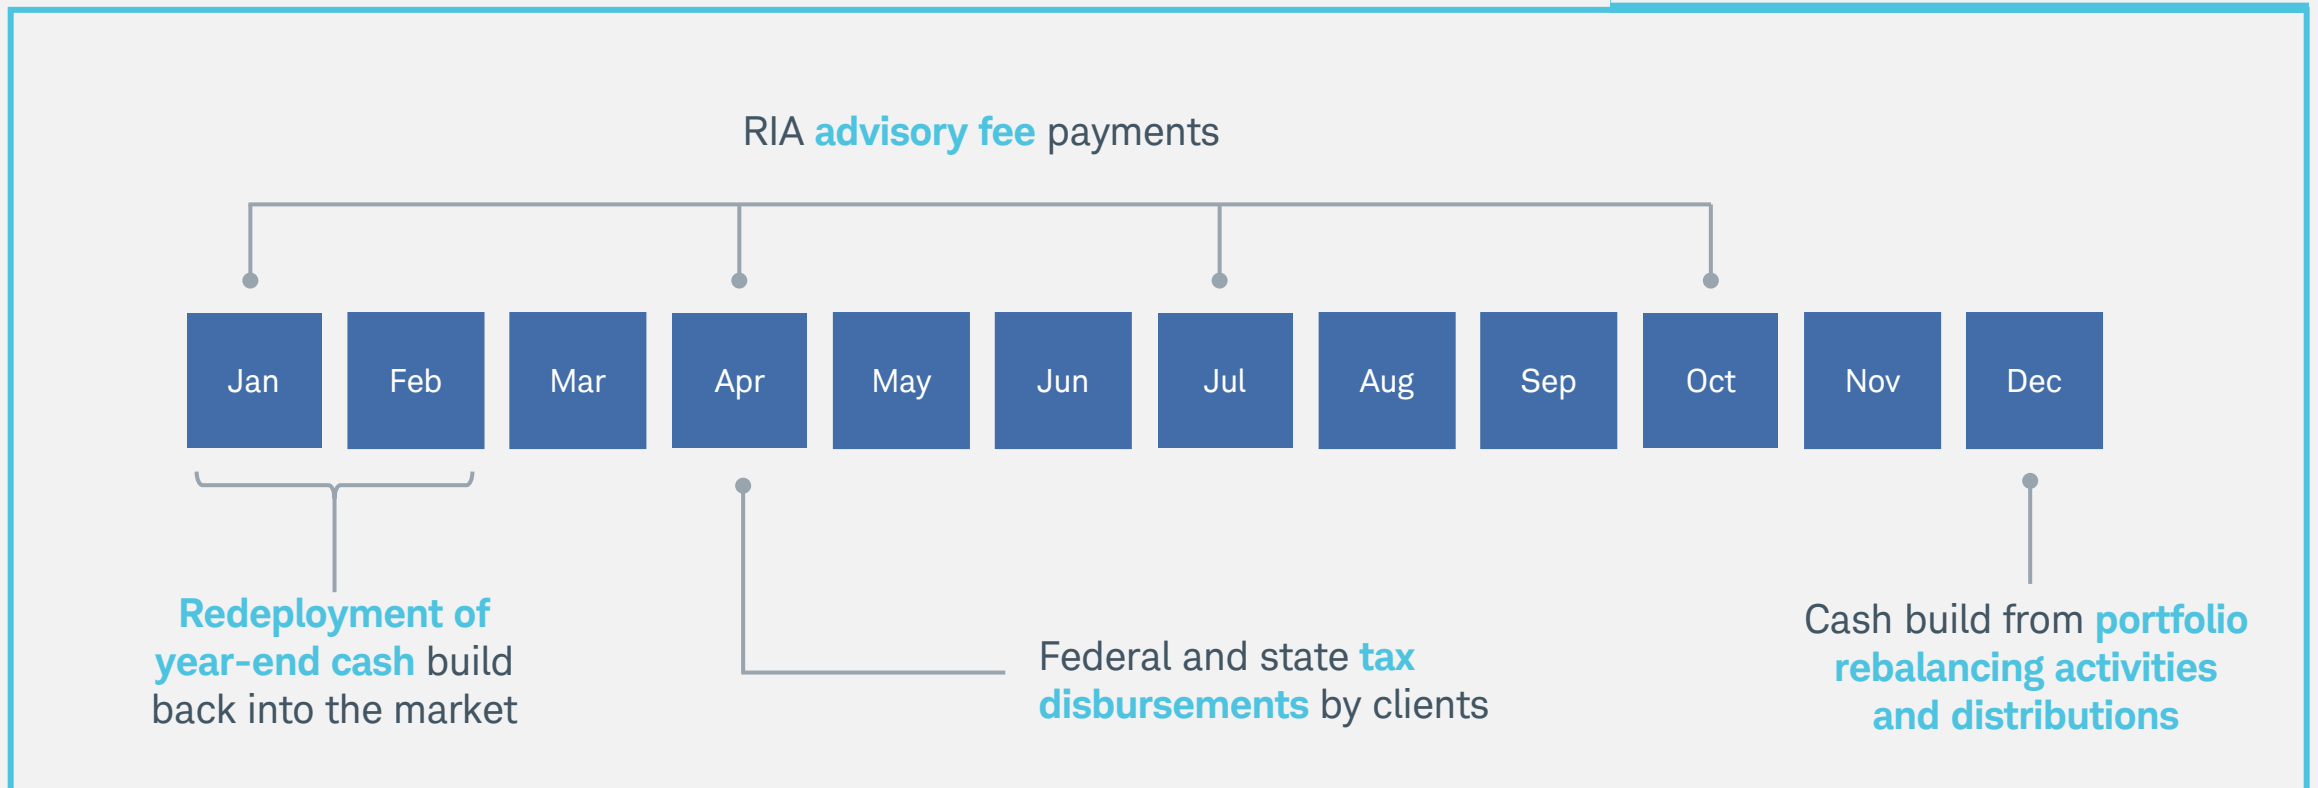 RIA advisory fee payments
Jan Feb Mar Apr May Jun Jul Aug Sep Oct Nov Dec
Redeployment of
year-end cash build
back into the market
Federal and state tax
disbursements by clients
Cash build from portfolio
rebalancing activities
and distributions